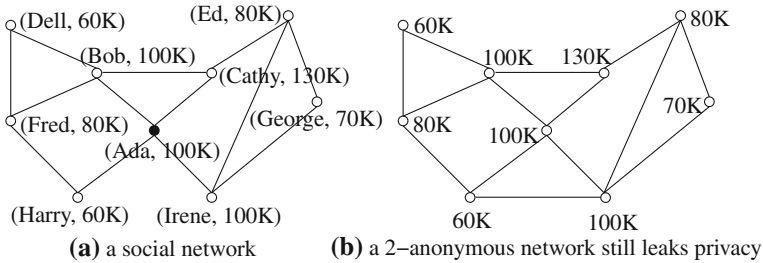 (Dell, 60K)
(Ed, 80K)
(Bob, 100K)
(Cathy, 130K)
(Fred, 80K)
(George, 70K)
(Ada, 100K)
(Harry, 60K)
(Irene, 100K)
(a) a social network
60K
80K
100K
130K
70K
80K
100K
60K
100K
(b) a 2−anonymous network still leaks privacy